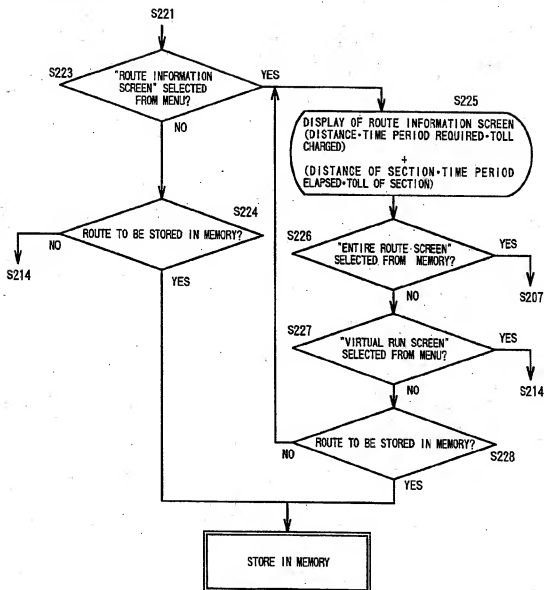 S221
S223
"ROUTE INFORMATION
SCREEN" SELECTED
FROM MENU?
YES
NO
S225
DISPLAY OF ROUTE INFORMATION SCREEN
(DISTANCE•TIME PERIOD REQUIRED•TOLL
CHARGED)
+
(DISTANCE OF SECTION•TIME PERIOD
ELAPSED•TOLL OF SECTION)
S224
ROUTE TO BE STORED IN MEMORY?
NO
YES
S214
S226
"ENTIRE ROUTE SCREEN"
SELECTED FROM MEMORY?
YES
NO
S207
S227
"VIRTUAL RUN SCREEN"
SELECTED FROM MENU?
YES
NO
S214
ROUTE TO BE STORED IN MEMORY?
NO
S228
YES
STORE IN MEMORY